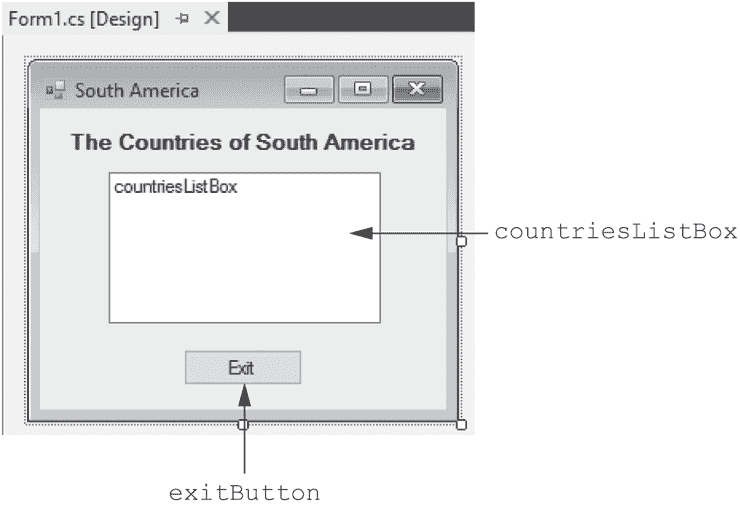 Form1.cs [Design]
South America
The Countries of South America
countriesListBox
countriesListBox
Exit
exitButton